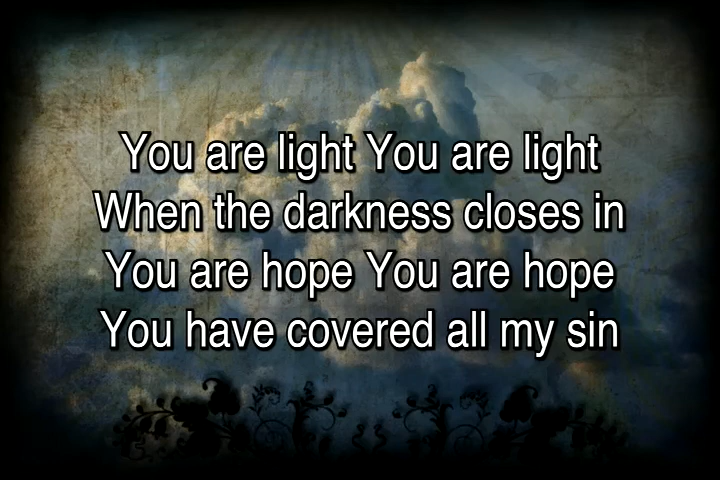 You are light You are light
When the darkness closes in
You are hope You are hope
You have covered all my sin